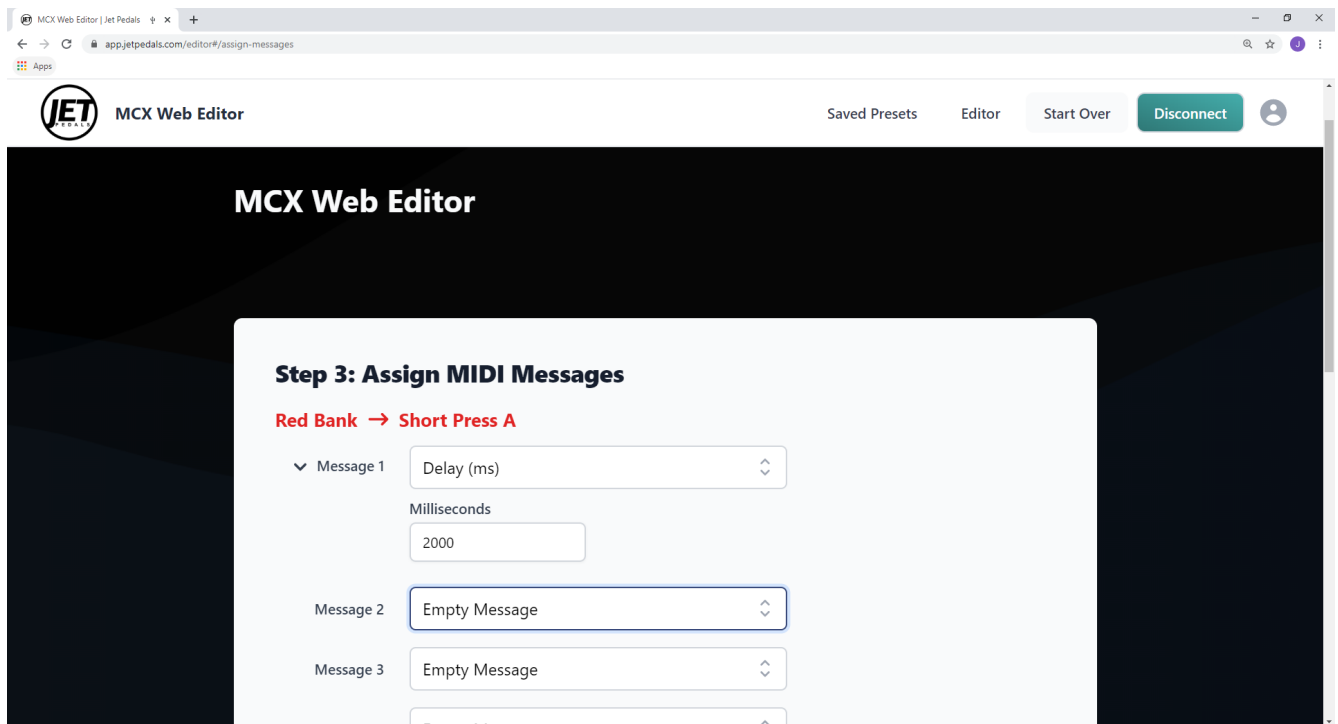 MCX Web Editor | Jet Pedals
app.jetpedals.com/editor#/assign-messages
J
Apps
JET
PEDALS
MCX Web Editor
Saved Presets
Editor
Start Over
Disconnect
MCX Web Editor
Step 3: Assign MIDI Messages
Red Bank → Short Press A
Message 1
Delay (ms)
Milliseconds
2000
Message 2
Empty Message
Message 3
Empty Message